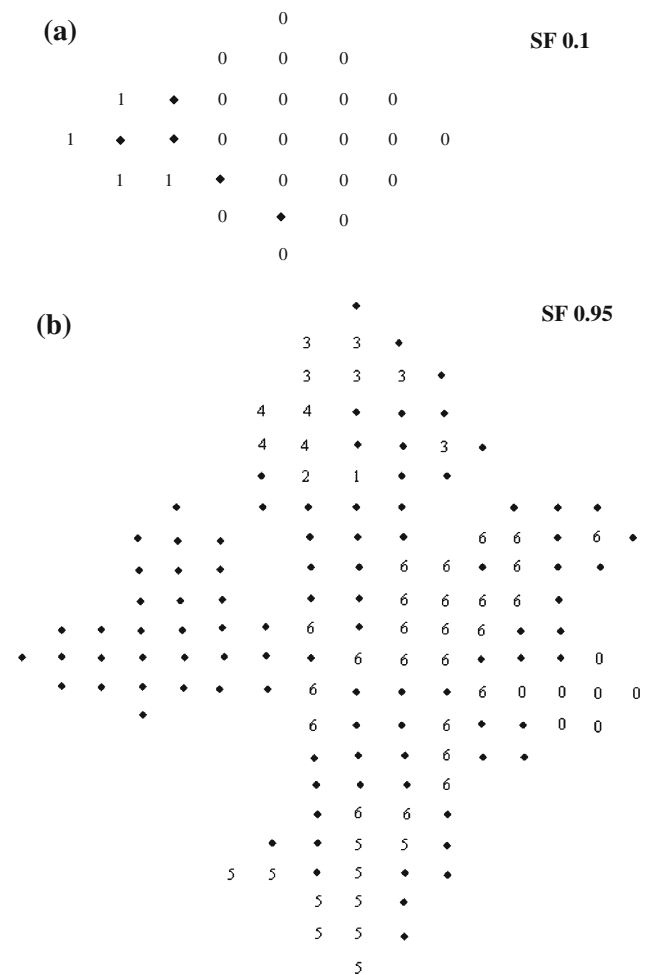 (a)
SF 0.1
0
0 0 0
1 ◆ 0 0 0 0
1 ◆ ◆ 0 0 0 0 0 0
1 1 ◆ 0 0 0 0
0 ◆ 0
0
(b)
SF 0.95
◆
3 3 ◆
3 3 3 ◆
4 4 ◆ ◆ ◆
4 4 ◆ ◆ 3 ◆
◆ 2 1 ◆ ◆
◆ ◆ ◆ ◆ ◆ ◆ ◆ ◆
◆ ◆ ◆ ◆ ◆ ◆ 6 6 ◆ 6 ◆
◆ ◆ ◆ ◆ ◆ 6 6 ◆ 6 ◆ ◆
◆ ◆ ◆ ◆ ◆ 6 6 6 6 ◆
◆ ◆ ◆ ◆ ◆ ◆ 6 ◆ 6 6 6 ◆ ◆
◆ ◆ ◆ ◆ ◆ ◆ ◆ ◆ 6 6 6 ◆ ◆ ◆ 0
◆ ◆ ◆ ◆ ◆ ◆ 6 ◆ ◆ ◆ 6 0 0 0 0
◆ 6 ◆ ◆ 6 ◆ ◆ 0 0
◆ ◆ ◆ 6 ◆ ◆
◆ ◆ ◆ 6
◆ 6 6 ◆
◆ ◆ 5 5 ◆
5 5 ◆ 5 ◆ ◆
5 5 ◆
5 5 ◆
5